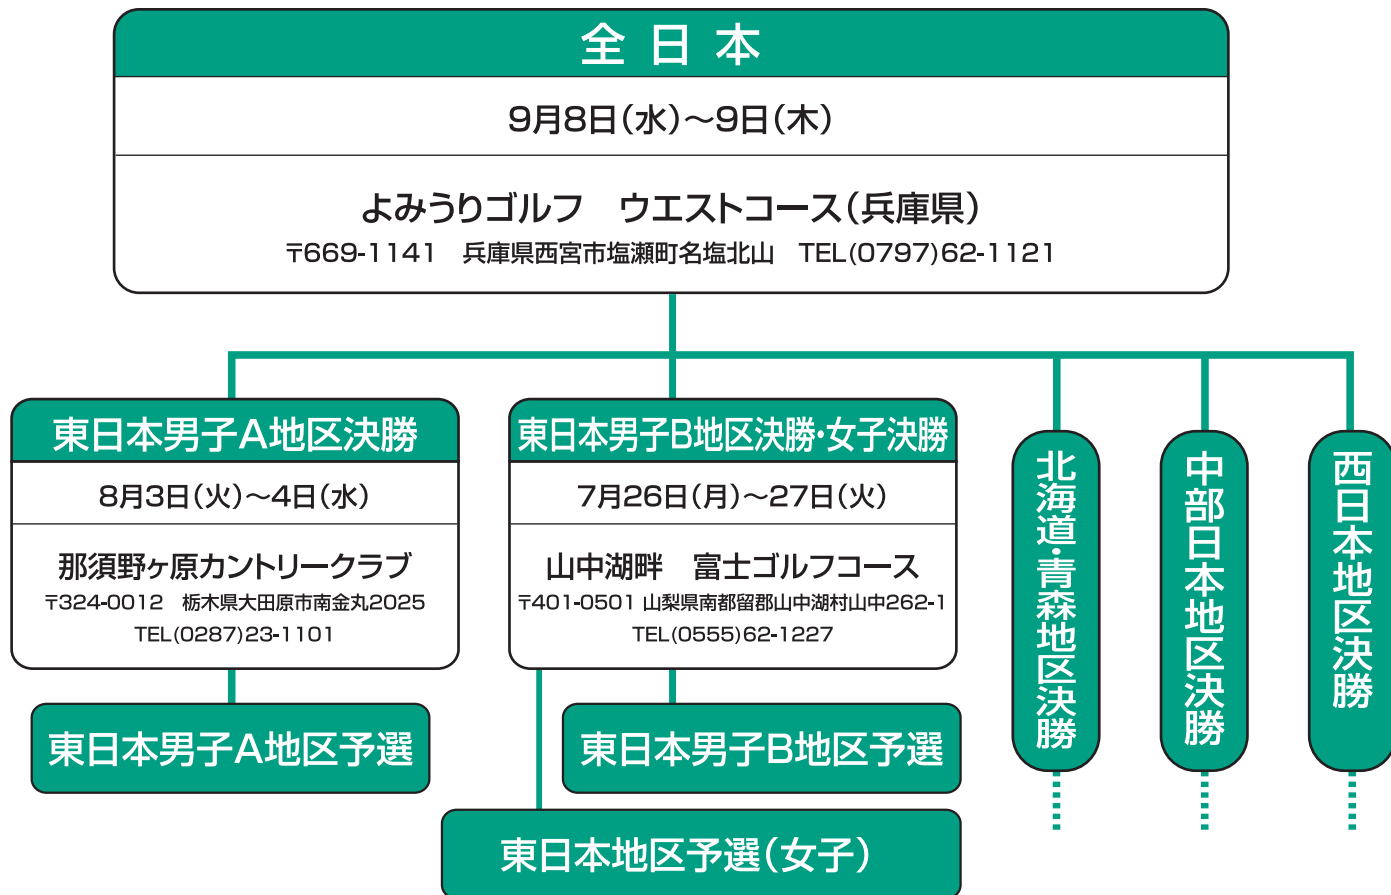 全日本
9月8日(水)～9日(木)
よみうりゴルフ　ウエストコース(兵庫県)
〒669-1141　兵庫県西宮市塩瀬町名塩北山　TEL(0797)62-1121
東日本男子A地区決勝
8月3日(火)～4日(水)
那須野ヶ原カントリークラブ
〒324-0012　栃木県大田原市南金丸2025
TEL(0287)23-1101
東日本男子A地区予選
東日本男子B地区決勝・女子決勝
7月26日(月)～27日(火)
山中湖畔　富士ゴルフコース
〒401-0501 山梨県南都留郡山中湖村山中262-1
TEL(0555)62-1227
東日本男子B地区予選
東日本地区予選(女子)
北海道・青森地区決勝
中部日本地区決勝
西日本地区決勝